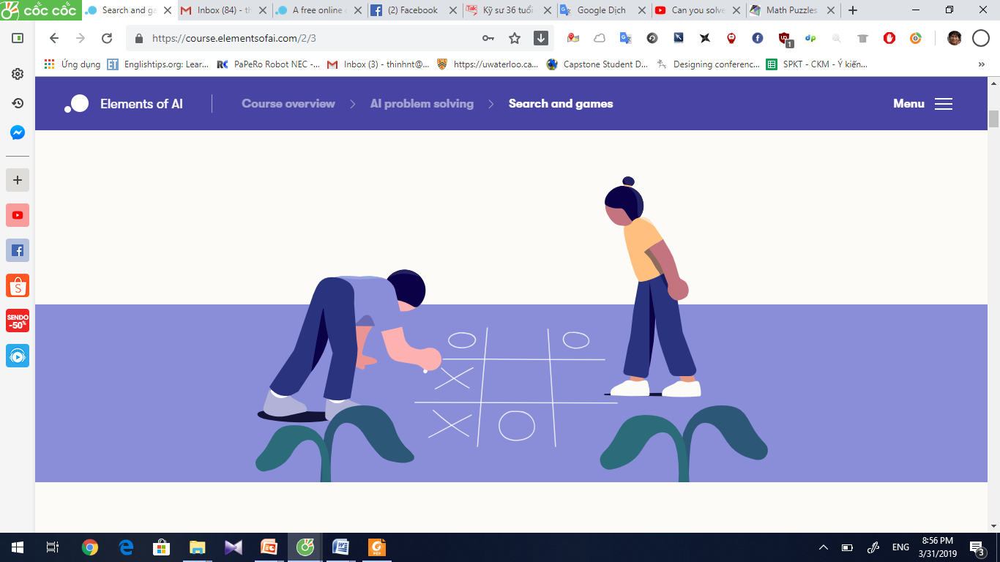 CỐC CỐC
Search and ga
Inbox (84) - th
A free online c
(2) Facebook
Kỹ sư 36 tuổi
Google Dịch
Can you solve
Math Puzzles
https://course.elementsofai.com/2/3
Ứng dụng
Englishtips.org: Lear...
PaPeRo Robot NEC -...
Inbox (3) - thinhnt@...
https://uwaterloo.ca...
Capstone Student D...
Designing conferenc...
SPKT - CKM - Ý kiến...
Elements of AI
Course overview
AI problem solving
Search and games
Menu
SENDO
-50%
ENG
8:56 PM
3/31/2019
3